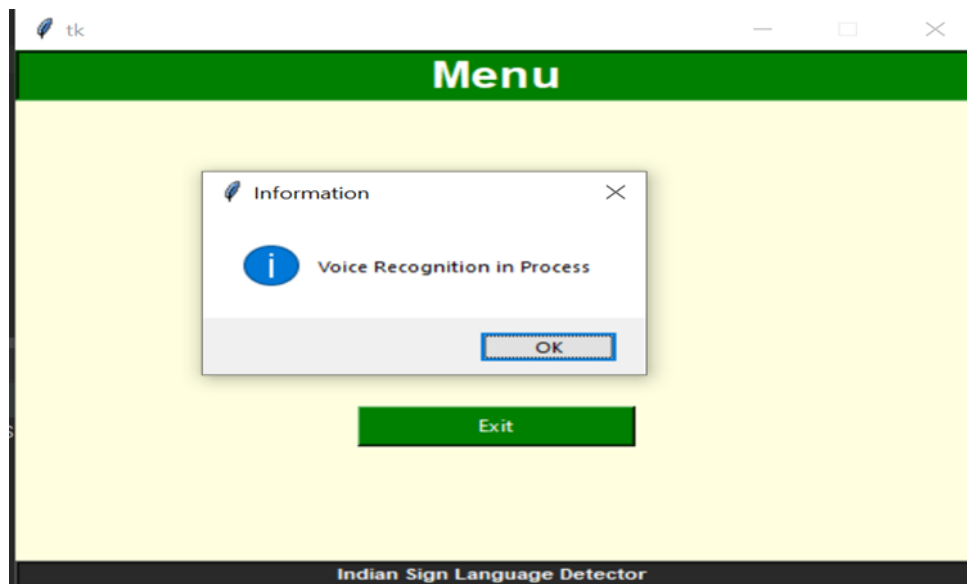 tk
Menu
Information
i
Voice Recognition in Process
OK
Exit
Indian Sign Language Detector